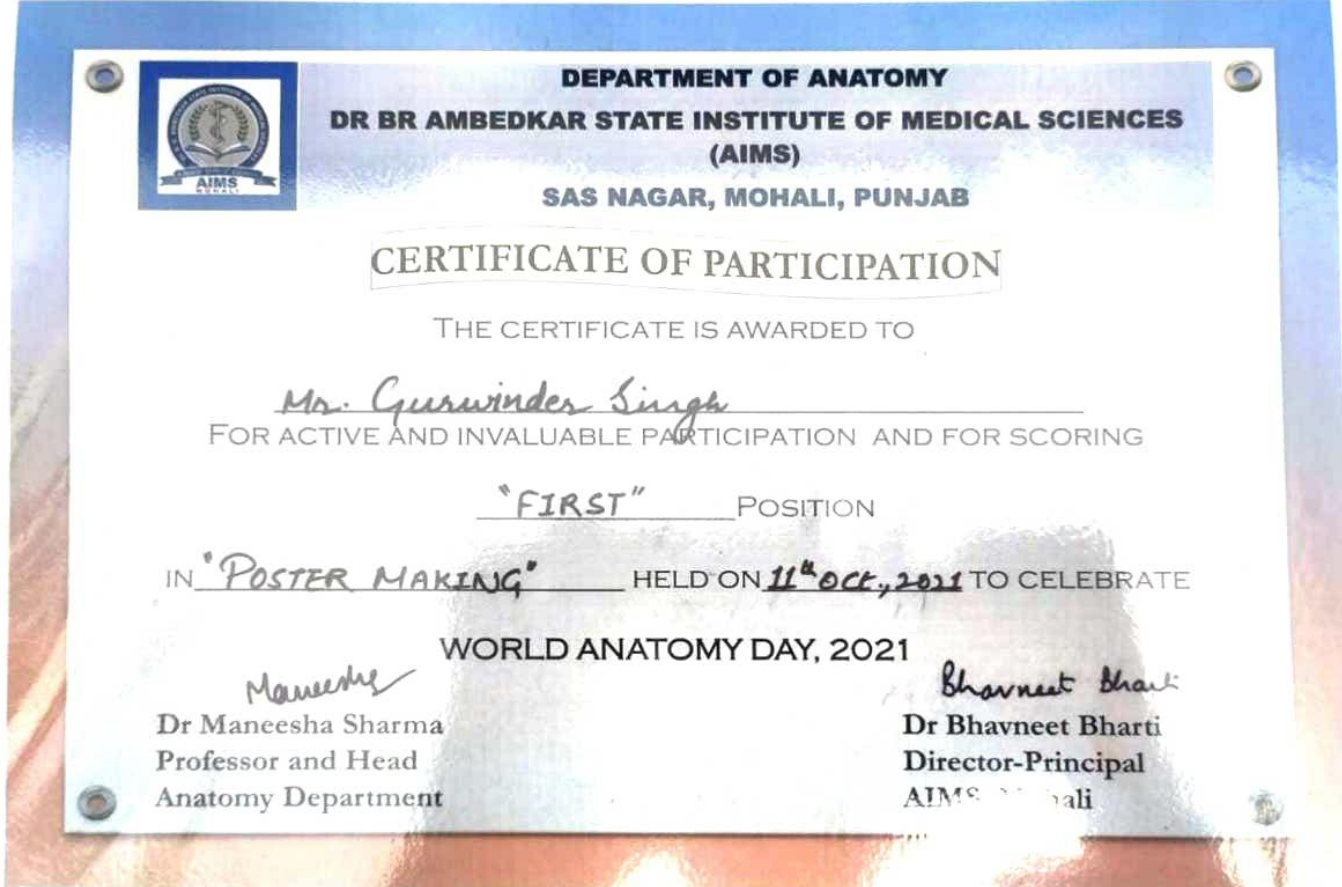 DEPARTMENT OF ANATOMY
DR BR AMBEDKAR STATE INSTITUTE OF MEDICAL SCIENCES
(AIMS)
SAS NAGAR, MOHALI, PUNJAB
AIMS
MOHALI
CERTIFICATE OF PARTICIPATION
THE CERTIFICATE IS AWARDED TO
Mr. Gurwinder Singh
FOR ACTIVE AND INVALUABLE PARTICIPATION AND FOR SCORING
"FIRST" POSITION
IN "POSTER MAKING" HELD ON 11th OCT., 2021 TO CELEBRATE
WORLD ANATOMY DAY, 2021
Maneesha
Bhavneet Bharti
Dr Maneesha Sharma
Professor and Head
Anatomy Department
Dr Bhavneet Bharti
Director-Principal
AIMS